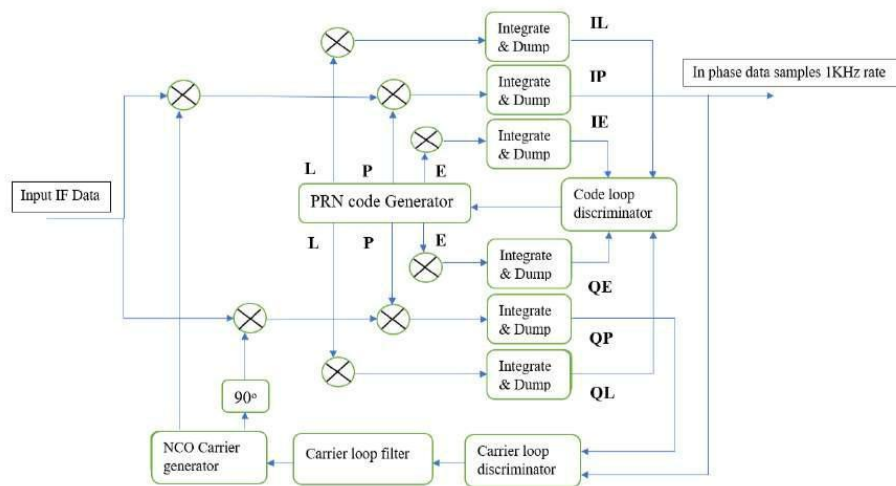 Integrate
& Dump
IL
In phase data samples 1KHz rate
Integrate
& Dump
IP
Integrate
& Dump
IE
L
P
E
Input IF Data
PRN code Generator
Code loop
discriminator
L
P
E
Integrate
& Dump
QE
Integrate
& Dump
QP
Integrate
& Dump
QL
90°
NCO Carrier
generator
Carrier loop filter
Carrier loop
discriminator